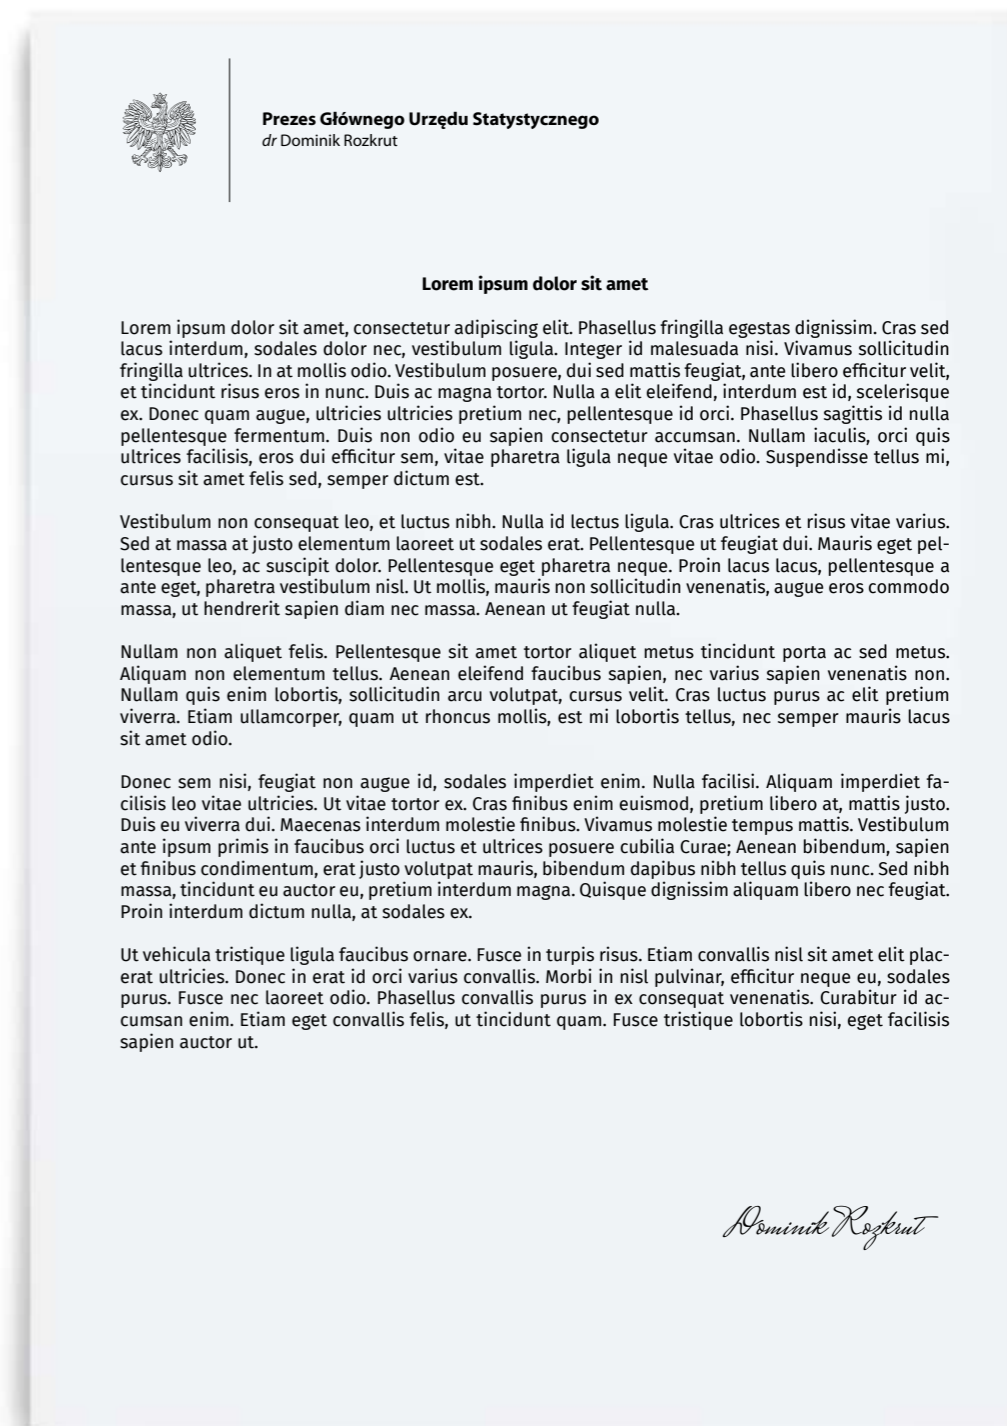 Prezes Głównego Urzędu Statystycznego
dr Dominik Rozkrut
Lorem ipsum dolor sit amet
Lorem ipsum dolor sit amet, consectetur adipiscing elit. Phasellus fringilla egestas dignissim. Cras sed
lacus interdum, sodales dolor nec, vestibulum ligula. Integer id malesuada nisi. Vivamus sollicitudin
fringilla ultrices. In at mollis odio. Vestibulum posuere, dui sed mattis feugiat, ante libero efficitur velit,
et tincidunt risus eros in nunc. Duis ac magna tortor. Nulla a elit eleifend, interdum est id, scelerisque
ex. Donec quam augue, ultricies ultricies pretium nec, pellentesque id orci. Phasellus sagittis id nulla
pellentesque fermentum. Duis non odio eu sapien consectetur accumsan. Nullam iaculis, orci quis
ultrices facilisis, eros dui efficitur sem, vitae pharetra ligula neque vitae odio. Suspendisse tellus mi,
cursus sit amet felis sed, semper dictum est.
Vestibulum non consequat leo, et luctus nibh. Nulla id lectus ligula. Cras ultrices et risus vitae varius.
Sed at massa at justo elementum laoreet ut sodales erat. Pellentesque ut feugiat dui. Mauris eget pel-
lentesque leo, ac suscipit dolor. Pellentesque eget pharetra neque. Proin lacus lacus, pellentesque a
ante eget, pharetra vestibulum nisl. Ut mollis, mauris non sollicitudin venenatis, augue eros commodo
massa, ut hendrerit sapien diam nec massa. Aenean ut feugiat nulla.
Nullam non aliquet felis. Pellentesque sit amet tortor aliquet metus tincidunt porta ac sed metus.
Aliquam non elementum tellus. Aenean eleifend faucibus sapien, nec varius sapien venenatis non.
Nullam quis enim lobortis, sollicitudin arcu volutpat, cursus velit. Cras luctus purus ac elit pretium
viverra. Etiam ullamcorper, quam ut rhoncus mollis, est mi lobortis tellus, nec semper mauris lacus
sit amet odio.
Donec sem nisi, feugiat non augue id, sodales imperdiet enim. Nulla facilisi. Aliquam imperdiet fa-
cilisis leo vitae ultricies. Ut vitae tortor ex. Cras finibus enim euismod, pretium libero at, mattis justo.
Duis eu viverra dui. Maecenas interdum molestie finibus. Vivamus molestie tempus mattis. Vestibulum
ante ipsum primis in faucibus orci luctus et ultrices posuere cubilia Curae; Aenean bibendum, sapien
et finibus condimentum, erat justo volutpat mauris, bibendum dapibus nibh tellus quis nunc. Sed nibh
massa, tincidunt eu auctor eu, pretium interdum magna. Quisque dignissim aliquam libero nec feugiat.
Proin interdum dictum nulla, at sodales ex.
Ut vehicula tristique ligula faucibus ornare. Fusce in turpis risus. Etiam convallis nisl sit amet elit plac-
erat ultricies. Donec in erat id orci varius convallis. Morbi in nisl pulvinar, efficitur neque eu, sodales
purus. Fusce nec laoreet odio. Phasellus convallis purus in ex consequat venenatis. Curabitur id ac-
cumsan enim. Etiam eget convallis felis, ut tincidunt quam. Fusce tristique lobortis nisi, eget facilisis
sapien auctor ut.
Dominik Rozkrut